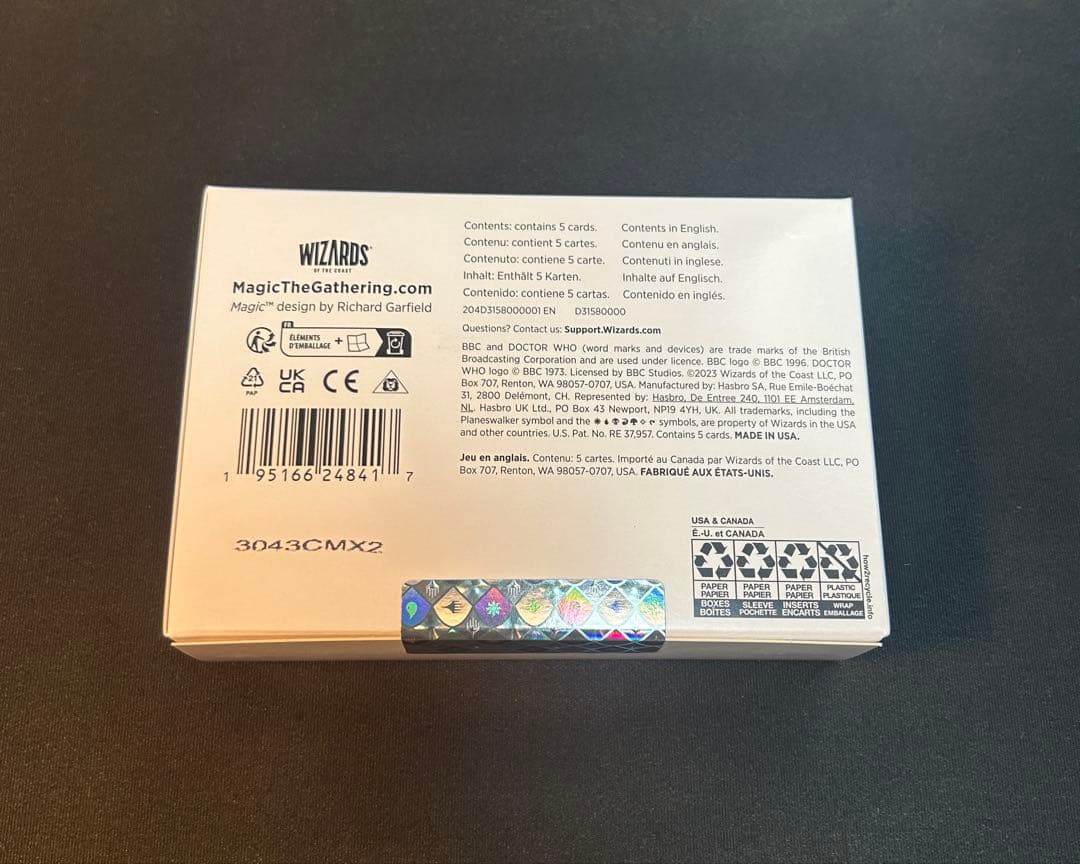 WIZARDS
OF THE COAST
MagicTheGathering.com
Magic™ design by Richard Garfield
FR
ÉLÉMENTS
D'EMBALLAGE +
21
PAP
UK
CA
CE
1 95166 24841 7
3043CMX2
Contents: contains 5 cards. Contents in English.
Contenu: contient 5 cartes. Contenu en anglais.
Contenuto: contiene 5 carte. Contenuti in inglese.
Inhalt: Enthält 5 Karten. Inhalte auf Englisch.
Contenido: contiene 5 cartas. Contenido en inglés.
204D3158000001 EN D31580000
Questions? Contact us: Support.Wizards.com
BBC and DOCTOR WHO (word marks and devices) are trade marks of the British
Broadcasting Corporation and are used under licence. BBC logo © BBC 1996. DOCTOR
WHO logo © BBC 1973. Licensed by BBC Studios. ©2023 Wizards of the Coast LLC, PO
Box 707, Renton, WA 98057-0707, USA. Manufactured by: Hasbro SA, Rue Emile-Boéchat
31, 2800 Delémont, CH. Represented by: Hasbro, De Entree 240, 1101 EE Amsterdam,
NL. Hasbro UK Ltd., PO Box 43 Newport, NP19 4YH, UK. All trademarks, including the
Planeswalker symbol and the symbols, are property of Wizards in the USA
and other countries. U.S. Pat. No. RE 37,957. Contains 5 cards. MADE IN USA.
Jeu en anglais. Contenu: 5 cartes. Importé au Canada par Wizards of the Coast LLC, PO
Box 707, Renton, WA 98057-0707, USA. FABRIQUÉ AUX ÉTATS-UNIS.
USA & CANADA
É.-U. et CANADA
PAPER PAPER PAPER PLASTIC
PAPIER PAPIER PAPIER PLASTIQUE
BOXES SLEEVE INSERTS WRAP
BOÎTES POCHETTE ENCARTS EMBALLAGE
how2recycle.info